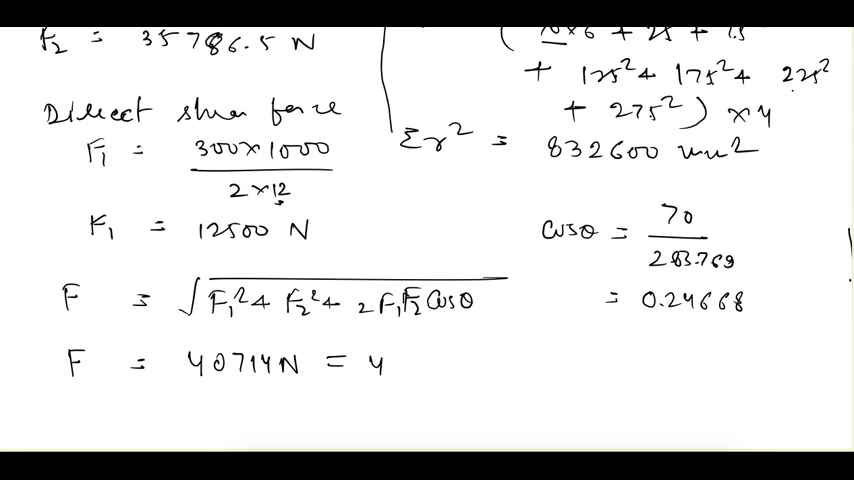 F₂ = 35786.5 N
Direct shear force
F₁ = 300×1000 / 2×12
F₁ = 12500 N
F = √(F₁² + F₂² + 2F₁F₂ Cosθ)
F = 40714N = 4
+ 125² + 175² + 225²
+ 275² ) ×4
Σr² = 832600 mm²
Cosθ = 70 / 283.769
= 0.24668